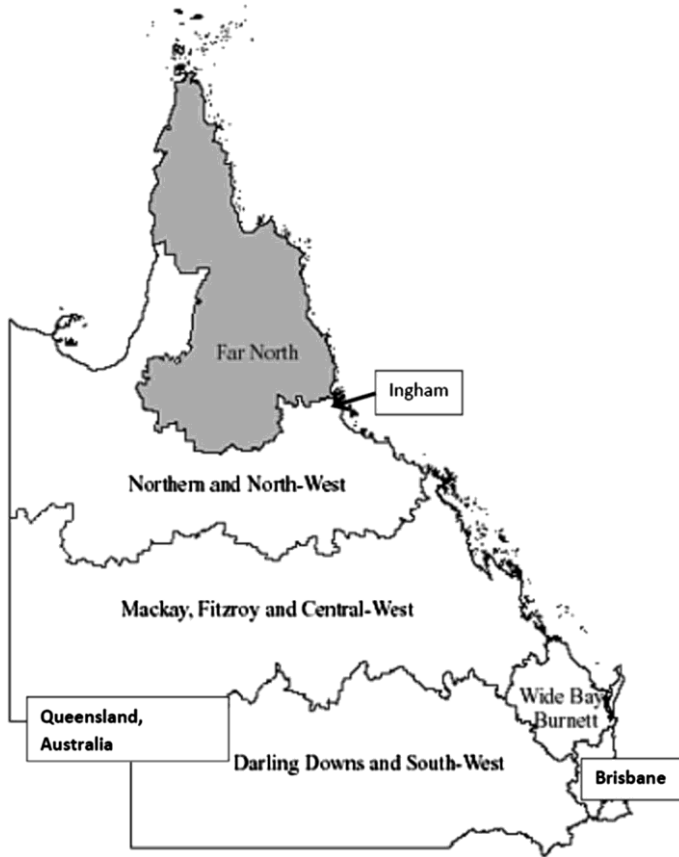 Far North
Ingham
Northern and North-West
Mackay, Fitzroy and Central-West
Wide Bay
Burnett
Queensland,
Australia
Darling Downs and South-West
Brisbane